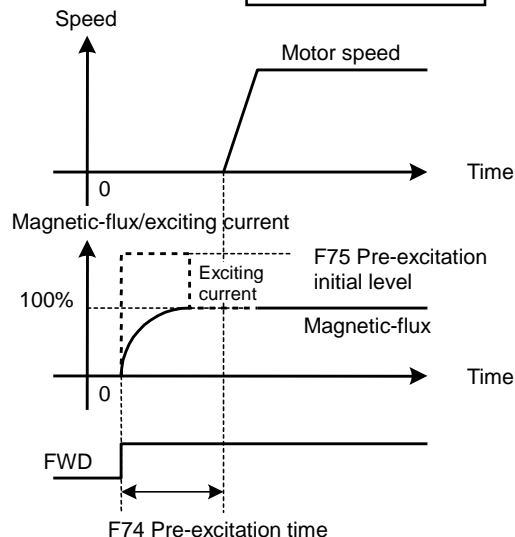 Speed
Motor speed
Time
0
Magnetic-flux/exciting current
F75 Pre-excitation
initial level
Exciting
current
100%
Magnetic-flux
Time
0
FWD
F74 Pre-excitation time